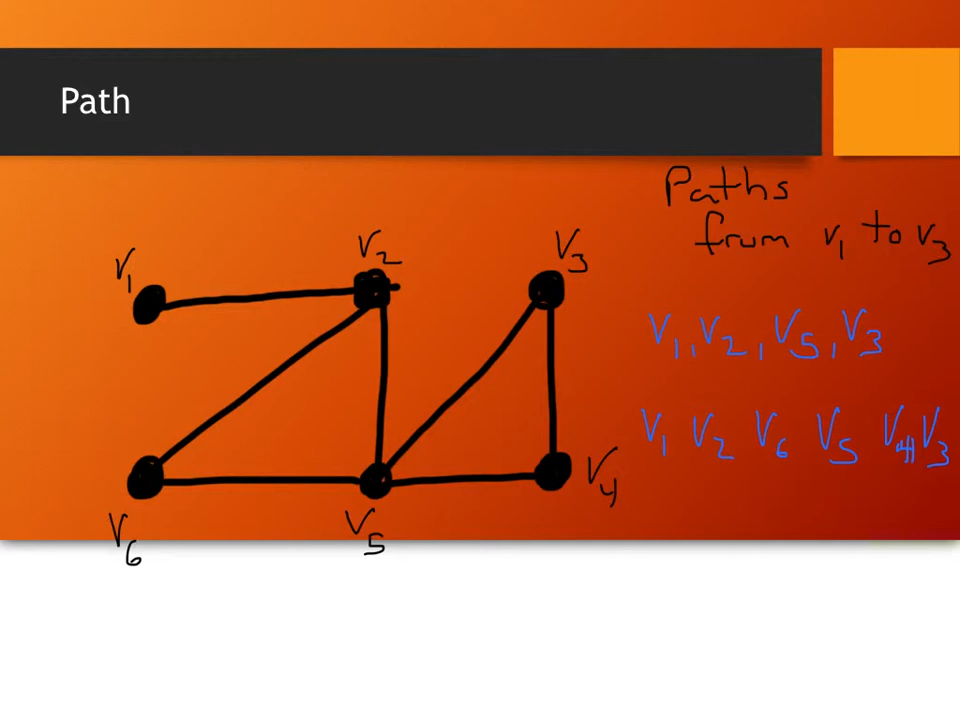 Path
Paths
from v1 to v3
V1 V2 V3
V1, V2, V5, V3
V1 V2 V6 V5 V4 V3
V4
V6 V5